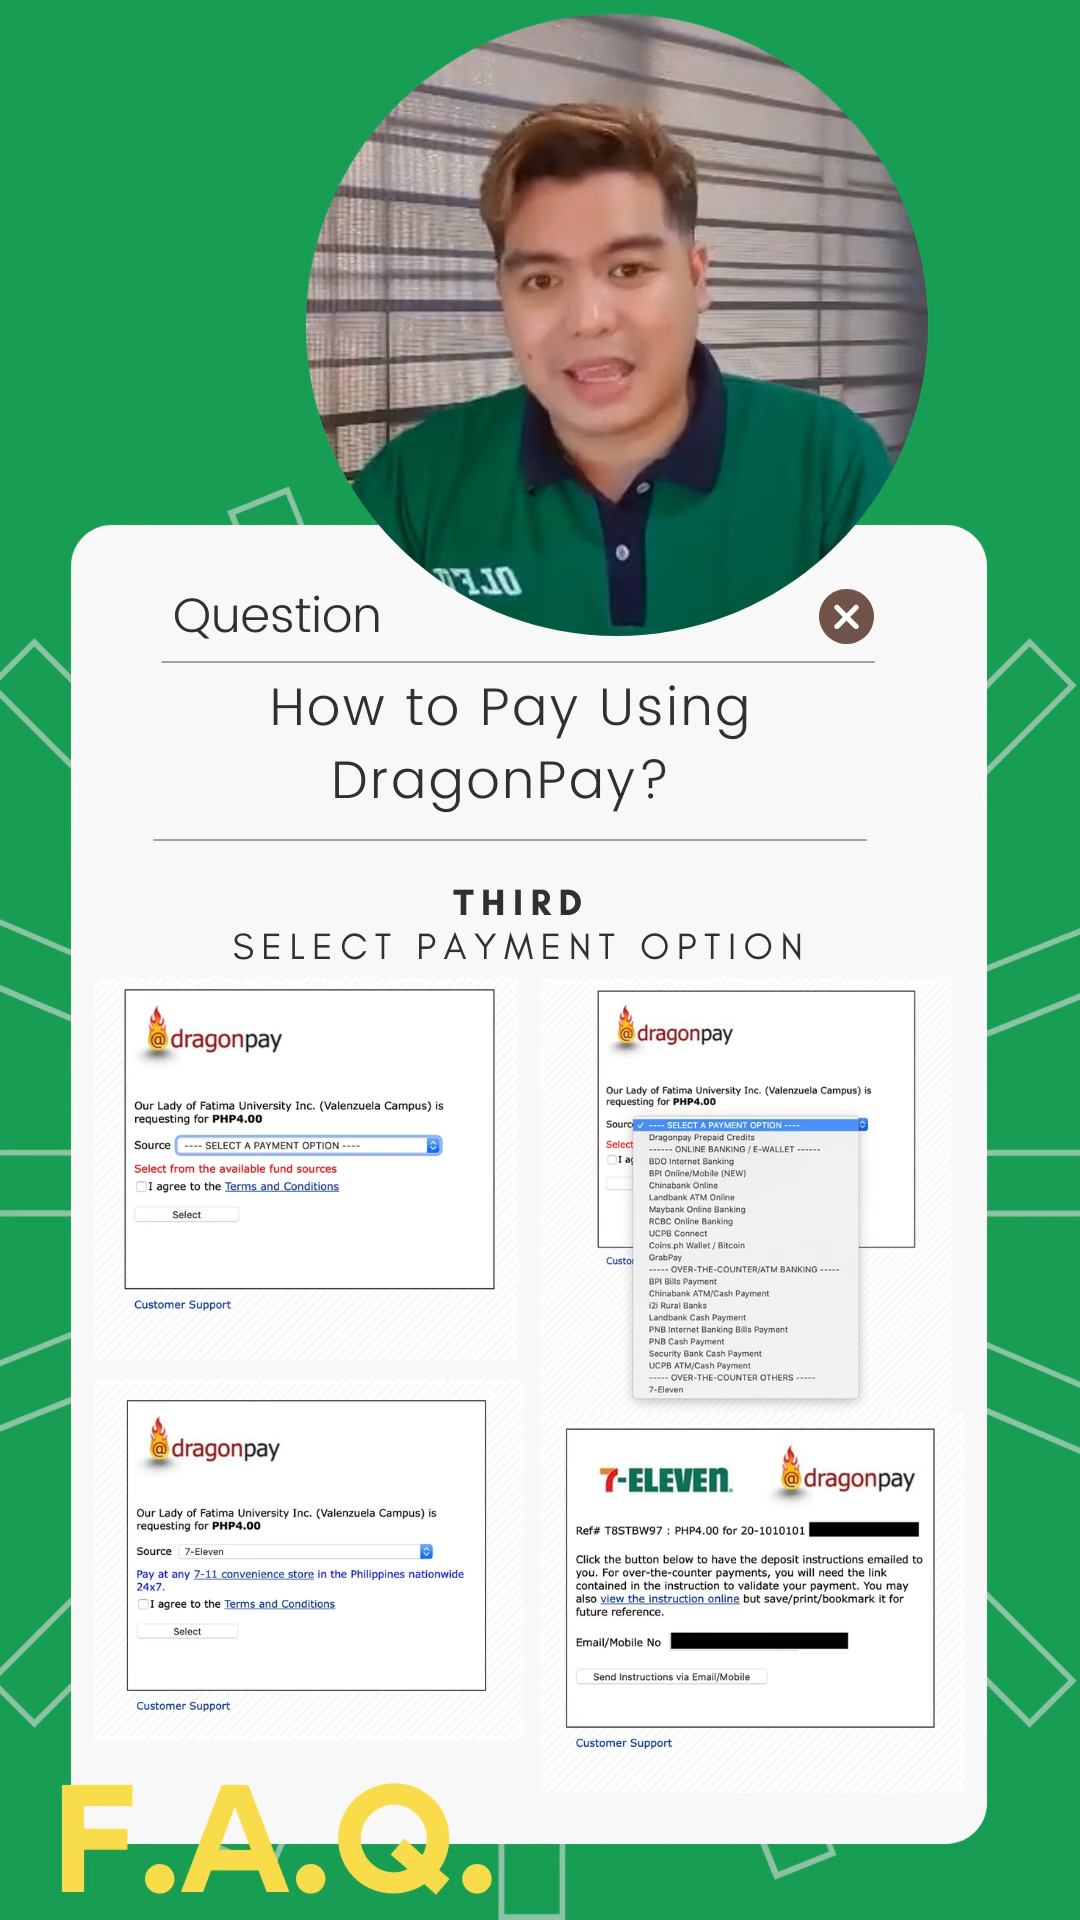 OLF
Question
How to Pay Using
DragonPay?
THIRD
SELECT PAYMENT OPTION
@dragonpay
Our Lady of Fatima University Inc. (Valenzuela Campus) is
requesting for PHP4.00
Source ---- SELECT A PAYMENT OPTION ----
Select from the available fund sources
I agree to the Terms and Conditions
Select
Customer Support
@dragonpay
Our Lady of Fatima University Inc. (Valenzuela Campus) is
requesting for PHP4.00
Sourc ✓ ---- SELECT A PAYMENT OPTION ----
Select
Dragonpay Prepaid Credits
------ ONLINE BANKING / E-WALLET ------
I ag
BDO Internet Banking
BPI Online/Mobile (NEW)
Chinabank Online
Landbank ATM Online
Maybank Online Banking
RCBC Online Banking
UCPB Connect
Coins.ph Wallet / Bitcoin
GrabPay
Custo
----- OVER-THE-COUNTER/ATM BANKING -----
BPI Bills Payment
Chinabank ATM/Cash Payment
i2i Rural Banks
Landbank Cash Payment
PNB Internet Banking Bills Payment
PNB Cash Payment
Security Bank Cash Payment
UCPB ATM/Cash Payment
----- OVER-THE-COUNTER OTHERS -----
7-Eleven
@dragonpay
Our Lady of Fatima University Inc. (Valenzuela Campus) is
requesting for PHP4.00
Source 7-Eleven
Pay at any 7-11 convenience store in the Philippines nationwide
24x7.
I agree to the Terms and Conditions
Select
Customer Support
7-ELEVEN. @dragonpay
Ref# T8STBW97 : PHP4.00 for 20-1010101
Click the button below to have the deposit instructions emailed to
you. For over-the-counter payments, you will need the link
contained in the instruction to validate your payment. You may
also view the instruction online but save/print/bookmark it for
future reference.
Email/Mobile No
Send Instructions via Email/Mobile
Customer Support
F.A.Q.